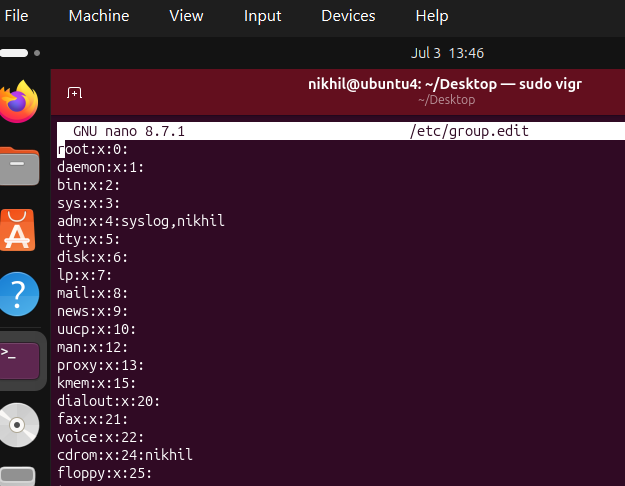 File Machine View Input Devices Help
Jul 3 13:46
nikhil@ubuntu4: ~/Desktop — sudo vigr
~/Desktop
GNU nano 8.7.1 /etc/group.edit
root:x:0:
daemon:x:1:
bin:x:2:
sys:x:3:
adm:x:4:syslog,nikhil
tty:x:5:
disk:x:6:
lp:x:7:
mail:x:8:
news:x:9:
uucp:x:10:
man:x:12:
proxy:x:13:
kmem:x:15:
dialout:x:20:
fax:x:21:
voice:x:22:
cdrom:x:24:nikhil
floppy:x:25: